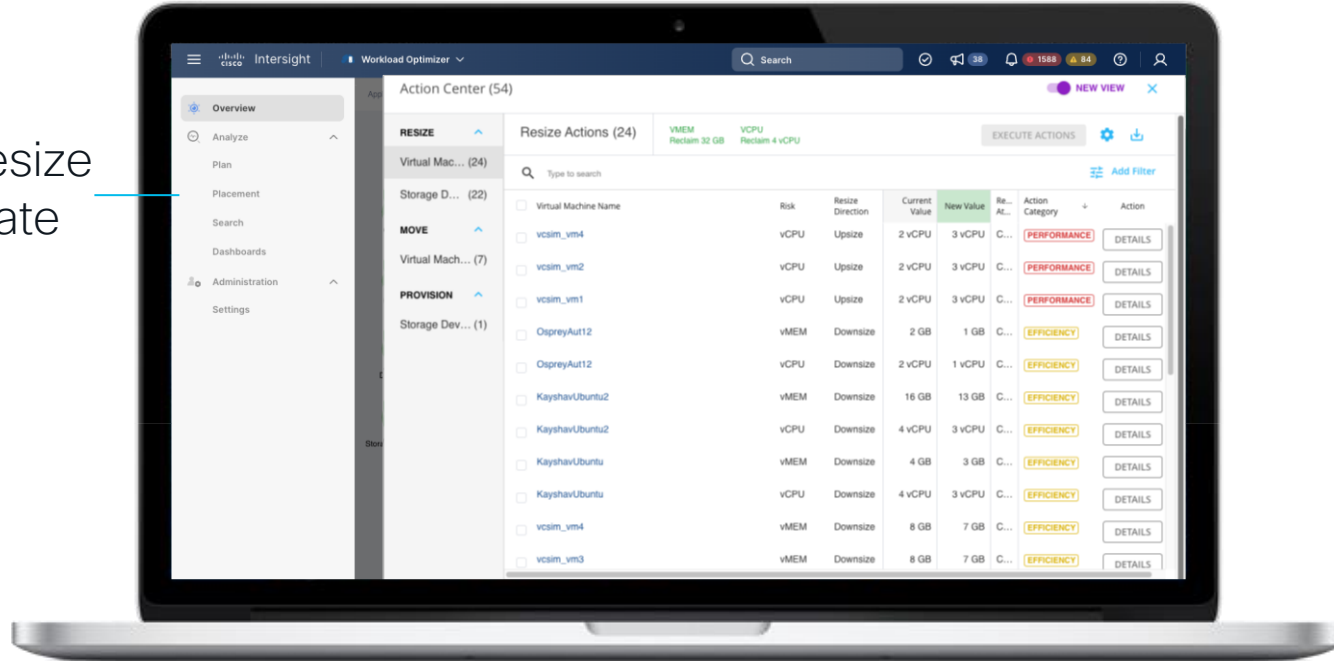 esize
ate
cisco Intersight
Workload Optimizer
Search
38
1588
84
Overview
Analyze
Plan
Placement
Search
Dashboards
Administration
Settings
App
Stora
Action Center (54)
NEW VIEW
RESIZE
Virtual Mac... (24)
Storage D... (22)
MOVE
Virtual Mach... (7)
PROVISION
Storage Dev... (1)
Resize Actions (24)
VMEM
Reclaim 32 GB
VCPU
Reclaim 4 vCPU
EXECUTE ACTIONS
Type to search
Add Filter
Virtual Machine Name Risk Resize Direction Current Value New Value Re... At... Action Category Action
vcsim_vm4 vCPU Upsize 2 vCPU 3 vCPU C... PERFORMANCE DETAILS
vcsim_vm2 vCPU Upsize 2 vCPU 3 vCPU C... PERFORMANCE DETAILS
vcsim_vm1 vCPU Upsize 2 vCPU 3 vCPU C... PERFORMANCE DETAILS
OspreyAut12 vMEM Downsize 2 GB 1 GB C... EFFICIENCY DETAILS
OspreyAut12 vCPU Downsize 2 vCPU 1 vCPU C... EFFICIENCY DETAILS
KayshavUbuntu2 vMEM Downsize 16 GB 13 GB C... EFFICIENCY DETAILS
KayshavUbuntu2 vCPU Downsize 4 vCPU 3 vCPU C... EFFICIENCY DETAILS
KayshavUbuntu vMEM Downsize 4 GB 3 GB C... EFFICIENCY DETAILS
KayshavUbuntu vCPU Downsize 4 vCPU 3 vCPU C... EFFICIENCY DETAILS
vcsim_vm4 vMEM Downsize 8 GB 7 GB C... EFFICIENCY DETAILS
vcsim_vm3 vMEM Downsize 8 GB 7 GB C... EFFICIENCY DETAILS